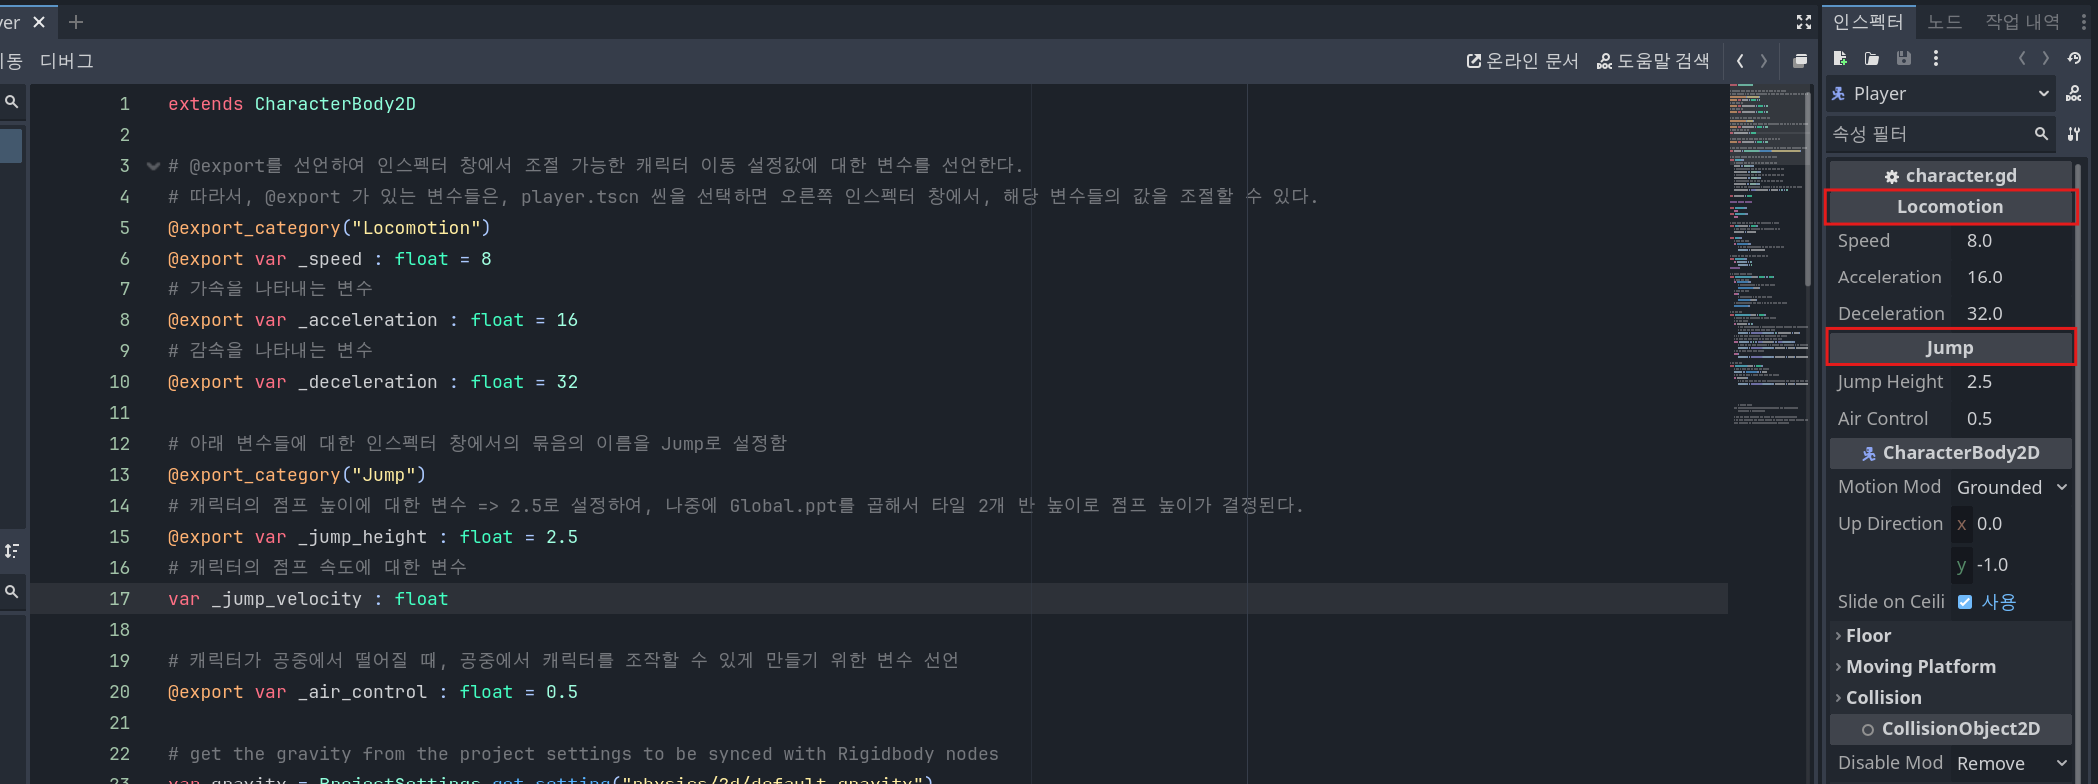 디버그
온라인 문서
도움말 검색
1 extends CharacterBody2D
2
3 # @export를 선언하여 인스펙터 창에서 조절 가능한 캐릭터 이동 설정값에 대한 변수를 선언한다.
4 # 따라서, @export 가 있는 변수들은, player.tscn 씬을 선택하면 오른쪽 인스펙터 창에서, 해당 변수들의 값을 조절할 수 있다.
5 @export_category("Locomotion")
6 @export var _speed : float = 8
7 # 가속을 나타내는 변수
8 @export var _acceleration : float = 16
9 # 감속을 나타내는 변수
10 @export var _deceleration : float = 32
11
12 # 아래 변수들에 대한 인스펙터 창에서의 묶음의 이름을 Jump로 설정함
13 @export_category("Jump")
14 # 캐릭터의 점프 높이에 대한 변수 => 2.5로 설정하여, 나중에 Global.ppt를 곱해서 타일 2개 반 높이로 점프 높이가 결정된다.
15 @export var _jump_height : float = 2.5
16 # 캐릭터의 점프 속도에 대한 변수
17 var _jump_velocity : float
18
19 # 캐릭터가 공중에서 떨어질 때, 공중에서 캐릭터를 조작할 수 있게 만들기 위한 변수 선언
20 @export var _air_control : float = 0.5
21
22 # get the gravity from the project settings to be synced with Rigidbody nodes
23 var gravity = ProjectSettings.get_setting("physics/2d/default_gravity")
인스펙터 노드 작업 내역
Player
속성 필터
character.gd
Locomotion
Speed 8.0
Acceleration 16.0
Deceleration 32.0
Jump
Jump Height 2.5
Air Control 0.5
CharacterBody2D
Motion Mod Grounded
Up Direction x 0.0
y -1.0
Slide on Ceili 사용
Floor
Moving Platform
Collision
CollisionObject2D
Disable Mod Remove